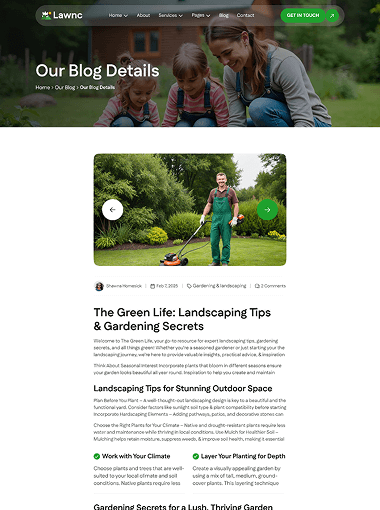 Lawnc
Home About Services Pages Blog Contact GET IN TOUCH
Our Blog Details
Home > Our Blog > Our Blog Details
Shawna Homesick Feb 7, 2025 Gardening & landscaping 2 Comments
The Green Life: Landscaping Tips
& Gardening Secrets
Welcome to The Green Life, your go-to resource for expert landscaping tips, gardening
secrets, and all things green! Whether you're a seasoned gardener or just starting your the
landscaping journey, we're here to provide valuable insights, practical advice, & inspiration
Think About Seasonal Interest Incorporate plants that bloom in different seasons ensure
your garden looks beautiful all year round. Inspiration to help you create and maintain
Landscaping Tips for Stunning Outdoor Space
Plan Before You Plant – A well-thought-out landscaping design is key to a beautiful and the
functional yard. Consider factors like sunlight soil type & plant compatibility before starting
Incorporate Hardscaping Elements – Adding pathways, patios, and decorative stones can
Choose the Right Plants for Your Climate – Native and drought-resistant plants require less
water and maintenance while thriving in local conditions. Use Mulch for Healthier Soil –
Mulching helps retain moisture, suppress weeds, & improve soil health, making it essential
Work with Your Climate
Choose plants and trees that are well-
suited to your local climate and soil
conditions. Native plants require less
Layer Your Planting for Depth
Create a visually appealing garden by
using a mix of tall, medium, ground-
cover plants. This layering technique
Gardening Secrets for a Lush, Thriving Garden